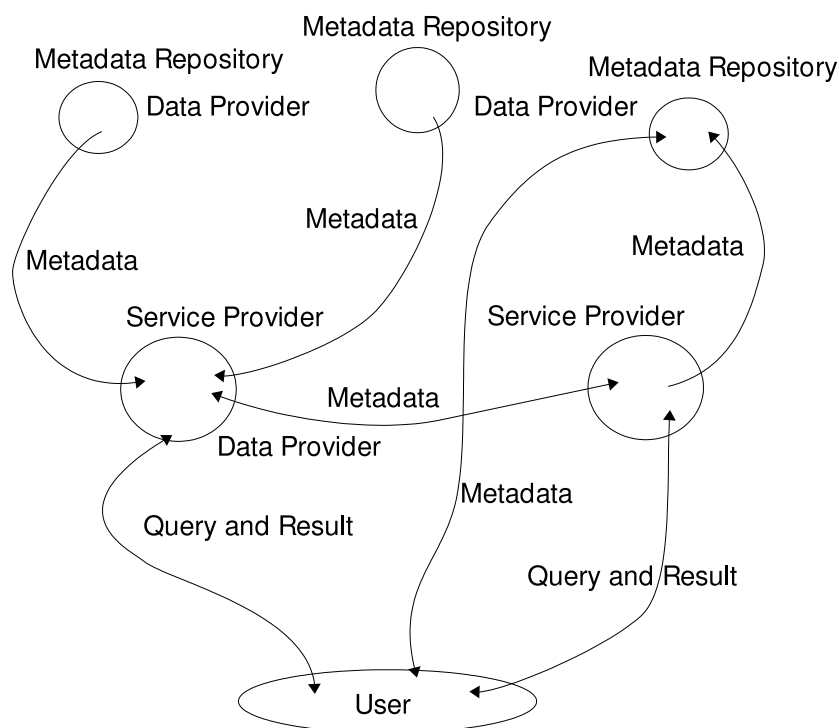 Metadata Repository
Metadata Repository
Metadata Repository
Data Provider
Data Provider
Metadata
Metadata
Metadata
Service Provider
Service Provider
Metadata
Data Provider
Metadata
Query and Result
Query and Result
User